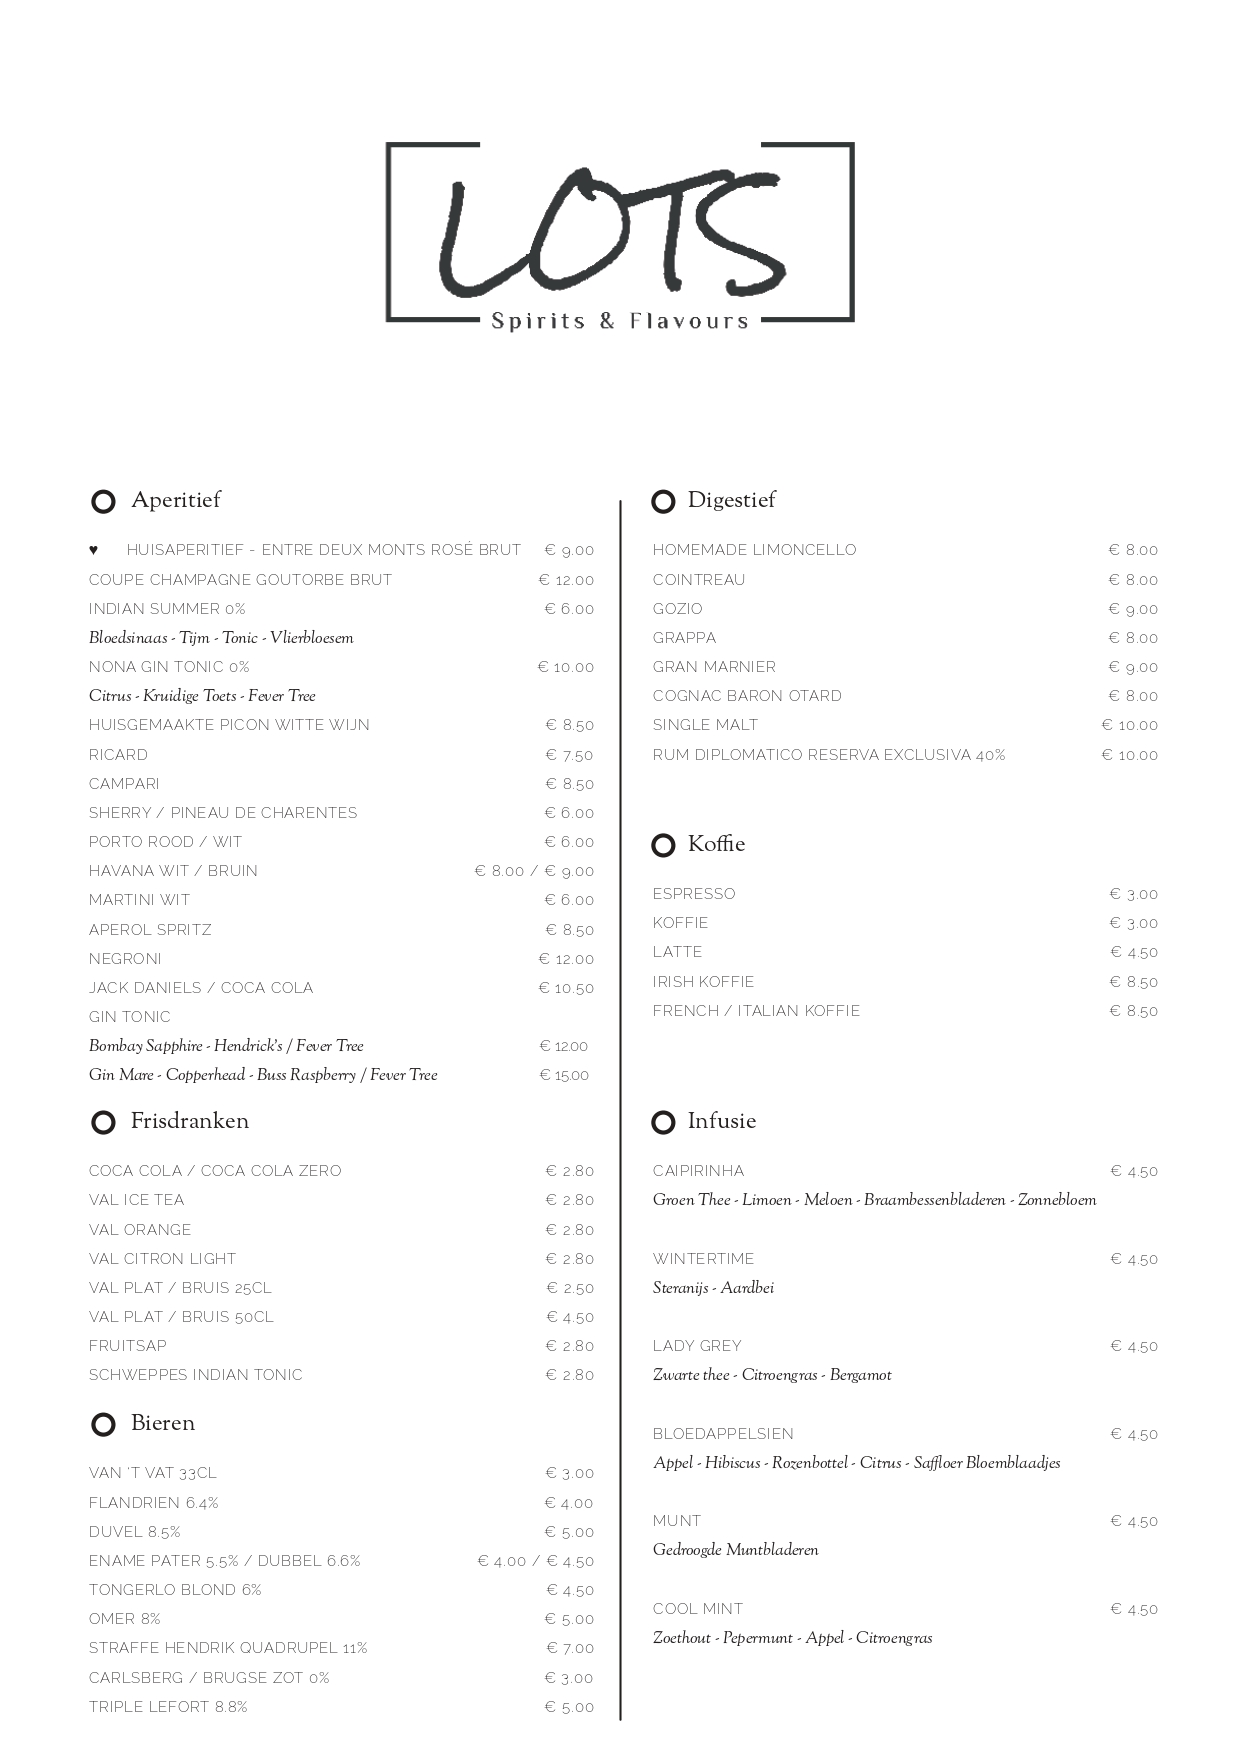 LOTS
Spirits & Flavours
Aperitief
♥ HUISAPERITIEF - ENTRE DEUX MONTS ROSÉ BRUT € 9.00
COUPE CHAMPAGNE GOUTORBE BRUT € 12.00
INDIAN SUMMER 0% € 6.00
Bloedsinaas - Tijm - Tonic - Vlierbloesem
NONA GIN TONIC 0% € 10.00
Citrus - Kruidige Toets - Fever Tree
HUISGEMAAKTE PICON WITTE WIJN € 8.50
RICARD € 7.50
CAMPARI € 8.50
SHERRY / PINEAU DE CHARENTES € 6.00
PORTO ROOD / WIT € 6.00
HAVANA WIT / BRUIN € 8.00 / € 9.00
MARTINI WIT € 6.00
APEROL SPRITZ € 8.50
NEGRONI € 12.00
JACK DANIELS / COCA COLA € 10.50
GIN TONIC
Bombay Sapphire - Hendrick's / Fever Tree € 12.00
Gin Mare - Copperhead - Buss Raspberry / Fever Tree € 15.00
Frisdranken
COCA COLA / COCA COLA ZERO € 2.80
VAL ICE TEA € 2.80
VAL ORANGE € 2.80
VAL CITRON LIGHT € 2.80
VAL PLAT / BRUIS 25CL € 2.50
VAL PLAT / BRUIS 50CL € 4.50
FRUITSAP € 2.80
SCHWEPPES INDIAN TONIC € 2.80
Bieren
VAN 'T VAT 33CL € 3.00
FLANDRIEN 6.4% € 4.00
DUVEL 8.5% € 5.00
ENAME PATER 5.5% / DUBBEL 6.6% € 4.00 / € 4.50
TONGERLO BLOND 6% € 4.50
OMER 8% € 5.00
STRAFFE HENDRIK QUADRUPEL 11% € 7.00
CARLSBERG / BRUGSE ZOT 0% € 3.00
TRIPLE LEFORT 8.8% € 5.00
Digestief
HOMEMADE LIMONCELLO € 8.00
COINTREAU € 8.00
GOZIO € 9.00
GRAPPA € 8.00
GRAN MARNIER € 9.00
COGNAC BARON OTARD € 8.00
SINGLE MALT € 10.00
RUM DIPLOMATICO RESERVA EXCLUSIVA 40% € 10.00
Koffie
ESPRESSO € 3.00
KOFFIE € 3.00
LATTE € 4.50
IRISH KOFFIE € 8.50
FRENCH / ITALIAN KOFFIE € 8.50
Infusie
CAIPIRINHA € 4.50
Groen Thee - Limoen - Meloen - Braambessenbladeren - Zonnebloem
WINTERTIME € 4.50
Steranijs - Aardbei
LADY GREY € 4.50
Zwarte thee - Citroengras - Bergamot
BLOEDAPPELSIEN € 4.50
Appel - Hibiscus - Rozenbottel - Citrus - Saffloer Bloemblaadjes
MUNT € 4.50
Gedroogde Muntbladeren
COOL MINT € 4.50
Zoethout - Pepermunt - Appel - Citroengras